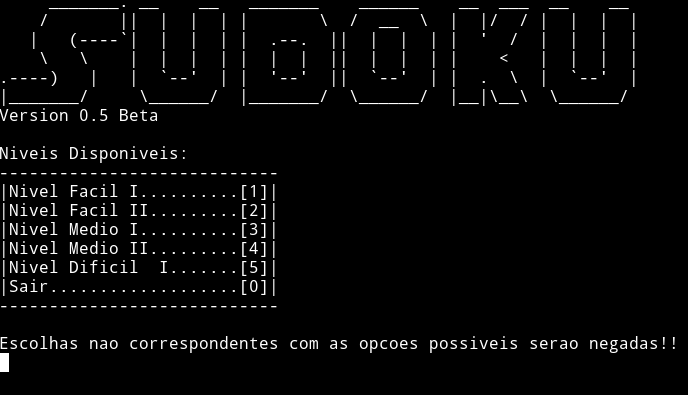 SUDOKU
Version 0.5 Beta
Niveis Disponiveis:
----------------------------
|Nivel Facil I..........[1]|
|Nivel Facil II.........[2]|
|Nivel Medio I..........[3]|
|Nivel Medio II.........[4]|
|Nivel Dificil  I.......[5]|
|Sair...................[0]|
----------------------------
Escolhas nao correspondentes com as opcoes possiveis serao negadas!!